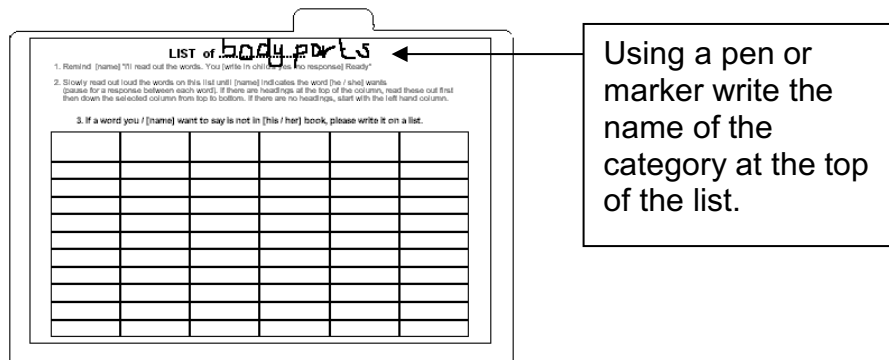 LIST of body parts
1. Remind [name] "I'll read out the words. You [write in child's yes /no response] Ready"
2. Slowly read out loud the words on this list until [name] indicates the word [he / she] wants
(pause for a response between each word). If there are headings at the top of the column, read these out first
then down the selected column from top to bottom. If there are no headings, start with the left hand column.
3. If a word you / [name] want to say is not in [his / her] book, please write it on a list.
Using a pen or
marker write the
name of the
category at the top
of the list.